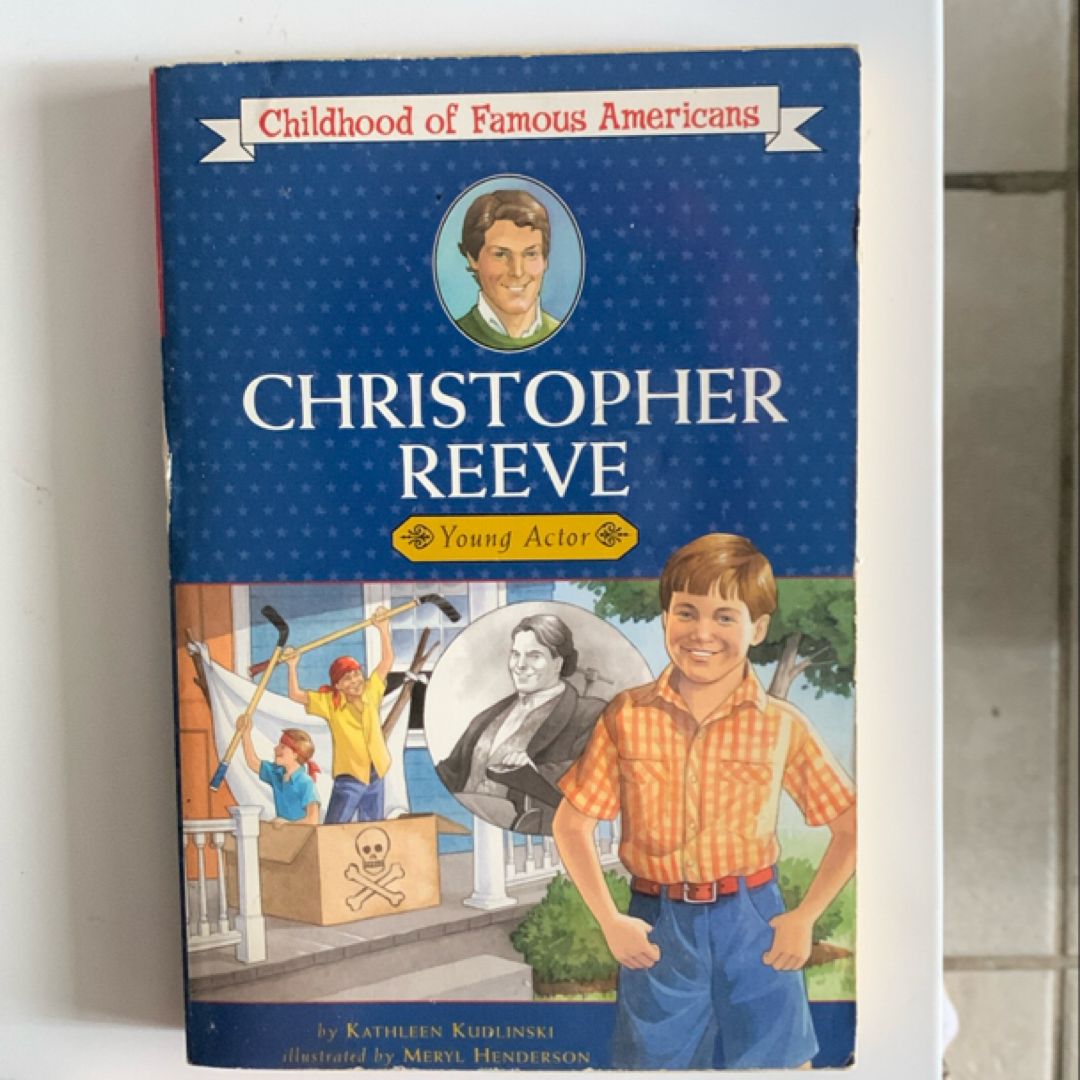 Childhood of Famous Americans
CHRISTOPHER
REEVE
Young Actor
by KATHLEEN KUDLINSKI
illustrated by MERYL HENDERSON